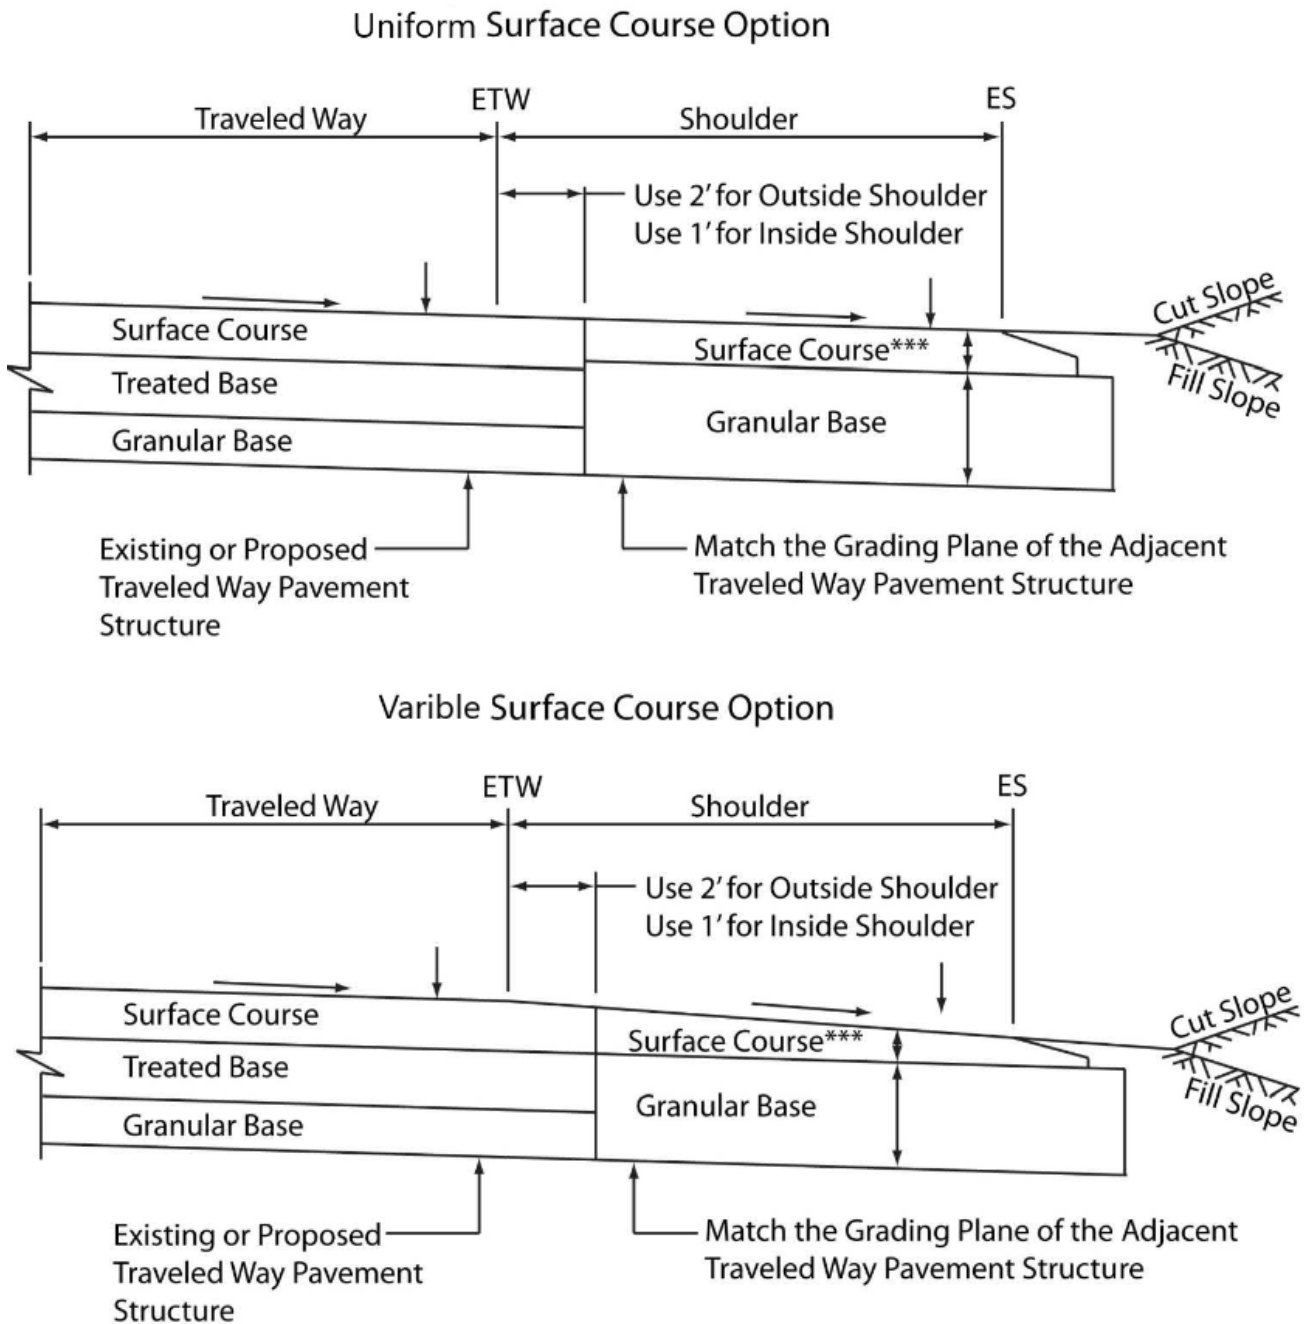 Uniform Surface Course Option
ETW
ES
Traveled Way
Shoulder
Use 2' for Outside Shoulder
Use 1' for Inside Shoulder
Cut Slope
Surface Course
Surface Course***
Treated Base
Fill Slope
Granular Base
Granular Base
Existing or Proposed
Traveled Way Pavement
Structure
Match the Grading Plane of the Adjacent
Traveled Way Pavement Structure
Varible Surface Course Option
ETW
ES
Traveled Way
Shoulder
Use 2' for Outside Shoulder
Use 1' for Inside Shoulder
Cut Slope
Surface Course
Surface Course***
Treated Base
Fill Slope
Granular Base
Granular Base
Existing or Proposed
Traveled Way Pavement
Structure
Match the Grading Plane of the Adjacent
Traveled Way Pavement Structure